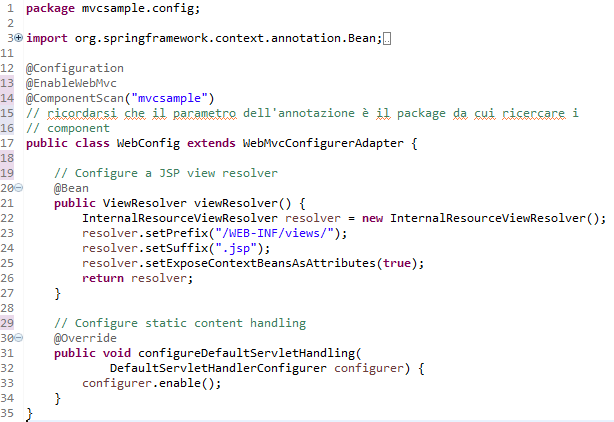 1 package mvcsample.config;
2
3 import org.springframework.context.annotation.Bean;
11
12 @Configuration
13 @EnableWebMvc
14 @ComponentScan("mvcsample")
15 // ricordarsi che il parametro dell'annotazione è il package da cui ricercare i
16 // component
17 public class WebConfig extends WebMvcConfigurerAdapter {
18
19     // Configure a JSP view resolver
20     @Bean
21     public ViewResolver viewResolver() {
22         InternalResourceViewResolver resolver = new InternalResourceViewResolver();
23         resolver.setPrefix("/WEB-INF/views/");
24         resolver.setSuffix(".jsp");
25         resolver.setExposeContextBeansAsAttributes(true);
26         return resolver;
27     }
28
29     // Configure static content handling
30     @Override
31     public void configureDefaultServletHandling(
32             DefaultServletHandlerConfigurer configurer) {
33         configurer.enable();
34     }
35 }